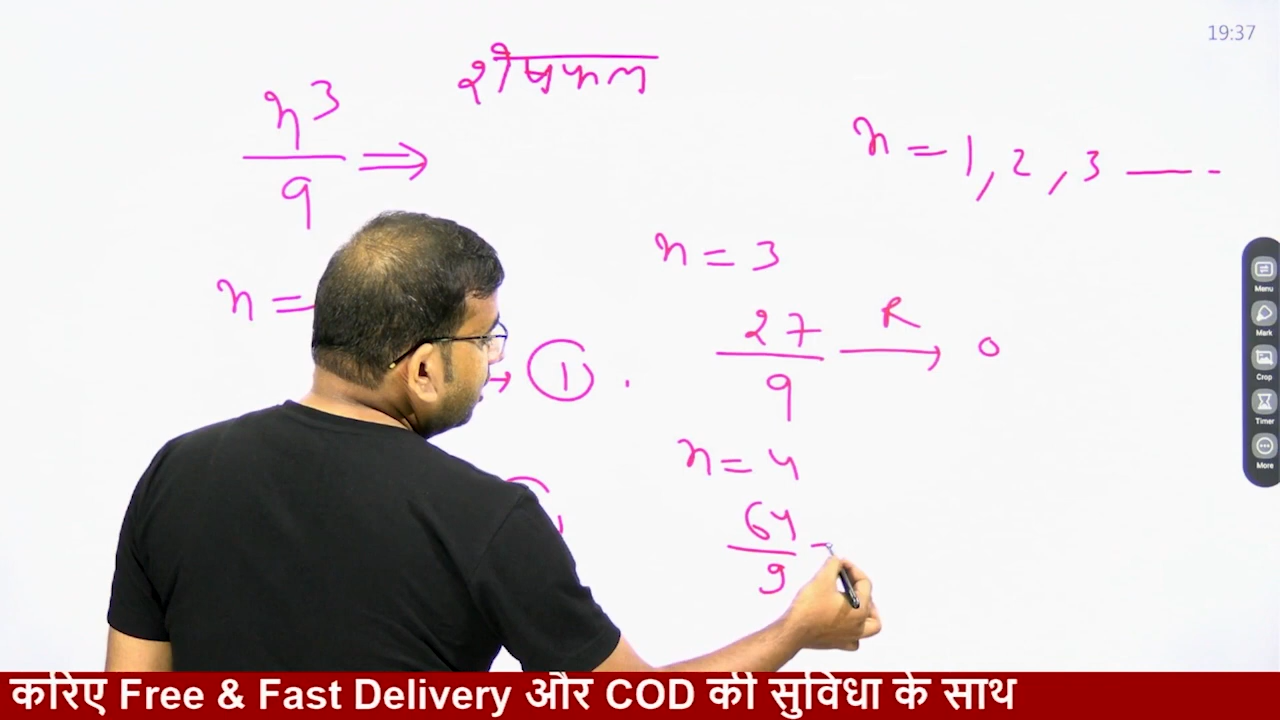 19:37
शेषफल
n³/9 ⇒
n = 1, 2, 3 ---
n = 3
n =
27/9 R→ 0
→ 1 .
n = 4
64/9 -
Menu
Mark
Crop
Timer
More
करिए Free & Fast Delivery और COD की सुविधा के साथ